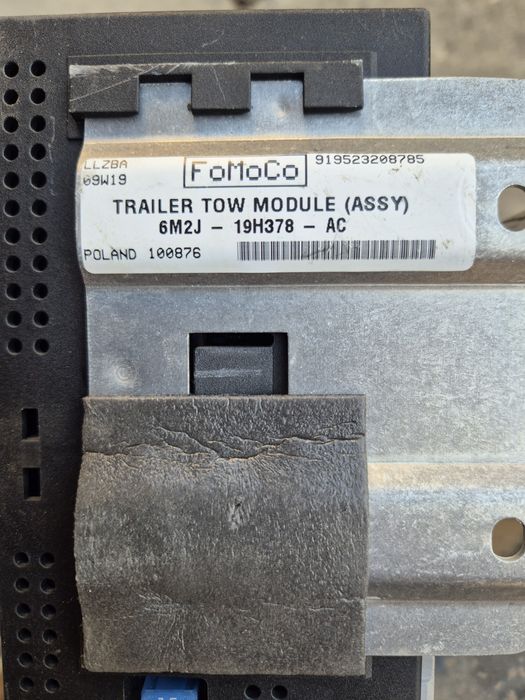 LLZBA FoMoCo 919523208785
09W19
TRAILER TOW MODULE (ASSY)
6M2J - 19H378 - AC
POLAND 100876